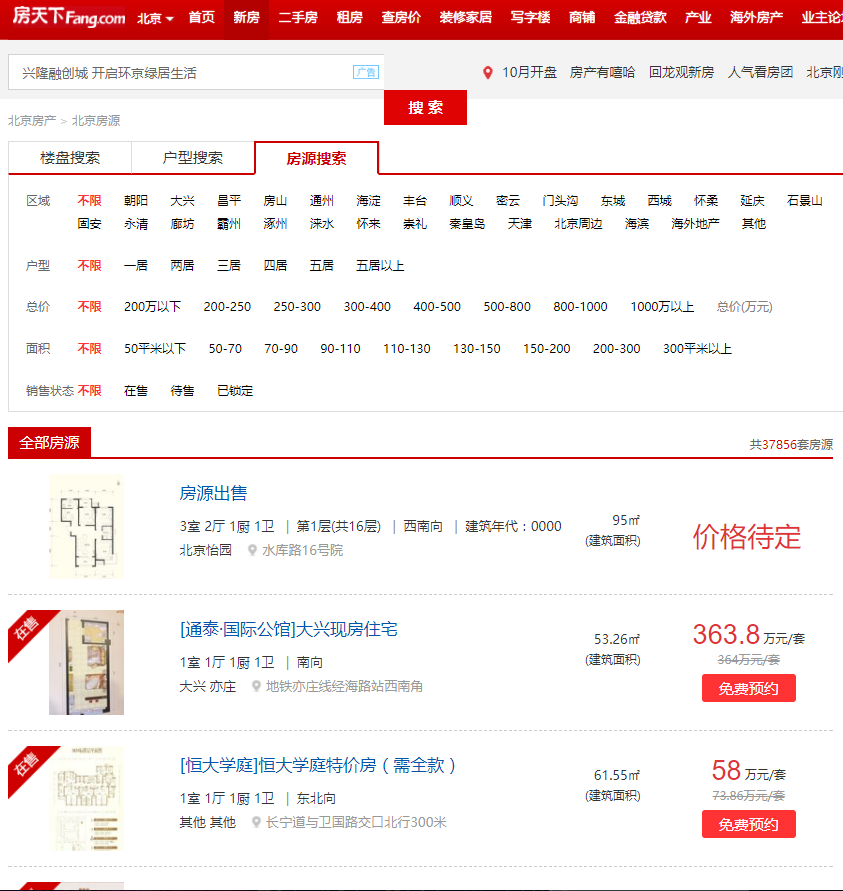 房天下Fang.com 北京 首页 新房 二手房 租房 查房价 装修家居 写字楼 商铺 金融贷款 产业 海外房产 业主论
兴隆融创城 开启环京绿居生活 广告 10月开盘 房产有嘻哈 回龙观新房 人气看房团 北京刚
搜 索
北京房产 > 北京房源
楼盘搜索 户型搜索 房源搜索
区域 不限 朝阳 大兴 昌平 房山 通州 海淀 丰台 顺义 密云 门头沟 东城 西城 怀柔 延庆 石景山
固安 永清 廊坊 霸州 涿州 涞水 怀来 崇礼 秦皇岛 天津 北京周边 海滨 海外地产 其他
户型 不限 一居 两居 三居 四居 五居 五居以上
总价 不限 200万以下 200-250 250-300 300-400 400-500 500-800 800-1000 1000万以上 总价(万元)
面积 不限 50平米以下 50-70 70-90 90-110 110-130 130-150 150-200 200-300 300平米以上
销售状态 不限 在售 待售 已锁定
全部房源 共37856套房源
房源出售
3室 2厅 1厨 1卫 | 第1层(共16层) | 西南向 | 建筑年代：0000
北京怡园 水库路16号院
95㎡
(建筑面积)
价格待定
在售
[通泰·国际公馆]大兴现房住宅
1室 1厅 1厨 1卫 | 南向
大兴 亦庄 地铁亦庄线经海路站西南角
53.26㎡
(建筑面积)
363.8 万元/套
364万元/套
免费预约
在售
[恒大学庭]恒大学庭特价房（需全款）
1室 1厅 1厨 1卫 | 东北向
其他 其他 长宁道与卫国路交口北行300米
61.55㎡
(建筑面积)
58 万元/套
73.86万元/套
免费预约